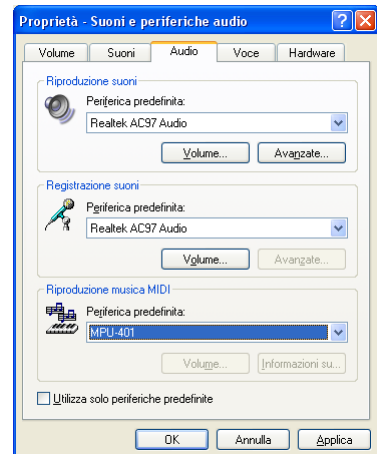 Proprietà - Suoni e periferiche audio
Volume Suoni Audio Voce Hardware
Riproduzione suoni
Periferica predefinita:
Realtek AC97 Audio
Volume... Avanzate...
Registrazione suoni
Periferica predefinita:
Realtek AC97 Audio
Volume... Avanzate...
Riproduzione musica MIDI
Periferica predefinita:
MPU-401
Volume... Informazioni su...
Utilizza solo periferiche predefinite
OK Annulla Applica